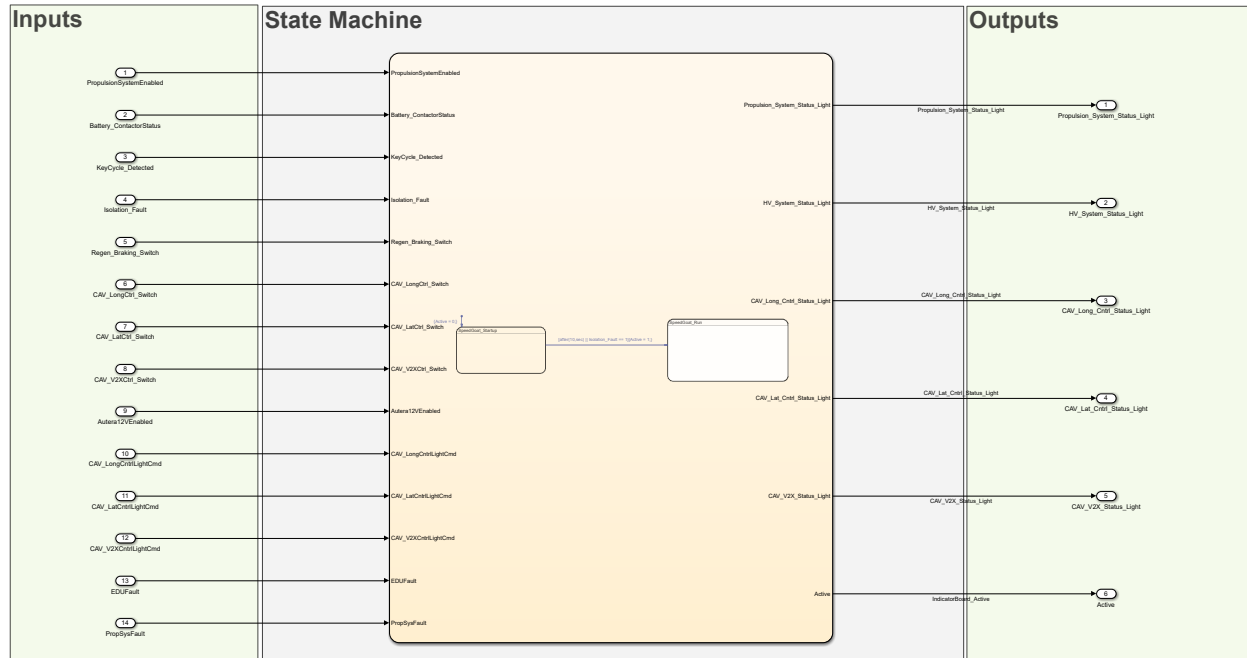 Inputs
State Machine
Outputs
1
PropulsionSystemEnabled
2
Battery_ContactorStatus
3
KeyCycle_Detected
4
Isolation_Fault
5
Regen_Braking_Switch
6
CAV_LongCtrl_Switch
7
CAV_LatCtrl_Switch
8
CAV_V2XCtrl_Switch
9
Autera12VEnabled
10
CAV_LongCntrlLightCmd
11
CAV_LatCntrlLightCmd
12
CAV_V2XCntrlLightCmd
13
EDUFault
14
PropSysFault
PropulsionSystemEnabled
Battery_ContactorStatus
KeyCycle_Detected
Isolation_Fault
Regen_Braking_Switch
CAV_LongCtrl_Switch
CAV_LatCtrl_Switch
CAV_V2XCtrl_Switch
Autera12VEnabled
CAV_LongCntrlLightCmd
CAV_LatCntrlLightCmd
CAV_V2XCntrlLightCmd
EDUFault
PropSysFault
SpeedGoat_Startup
SpeedGoat_Run
Propulsion_System_Status_Light
HV_System_Status_Light
CAV_Long_Cntrl_Status_Light
CAV_Lat_Cntrl_Status_Light
CAV_V2X_Status_Light
Active
Propulsion_System_Status_Light
HV_System_Status_Light
CAV_Long_Cntrl_Status_Light
CAV_Lat_Cntrl_Status_Light
CAV_V2X_Status_Light
IndicatorBoard_Active
1
Propulsion_System_Status_Light
2
HV_System_Status_Light
3
CAV_Long_Cntrl_Status_Light
4
CAV_Lat_Cntrl_Status_Light
5
CAV_V2X_Status_Light
6
Active